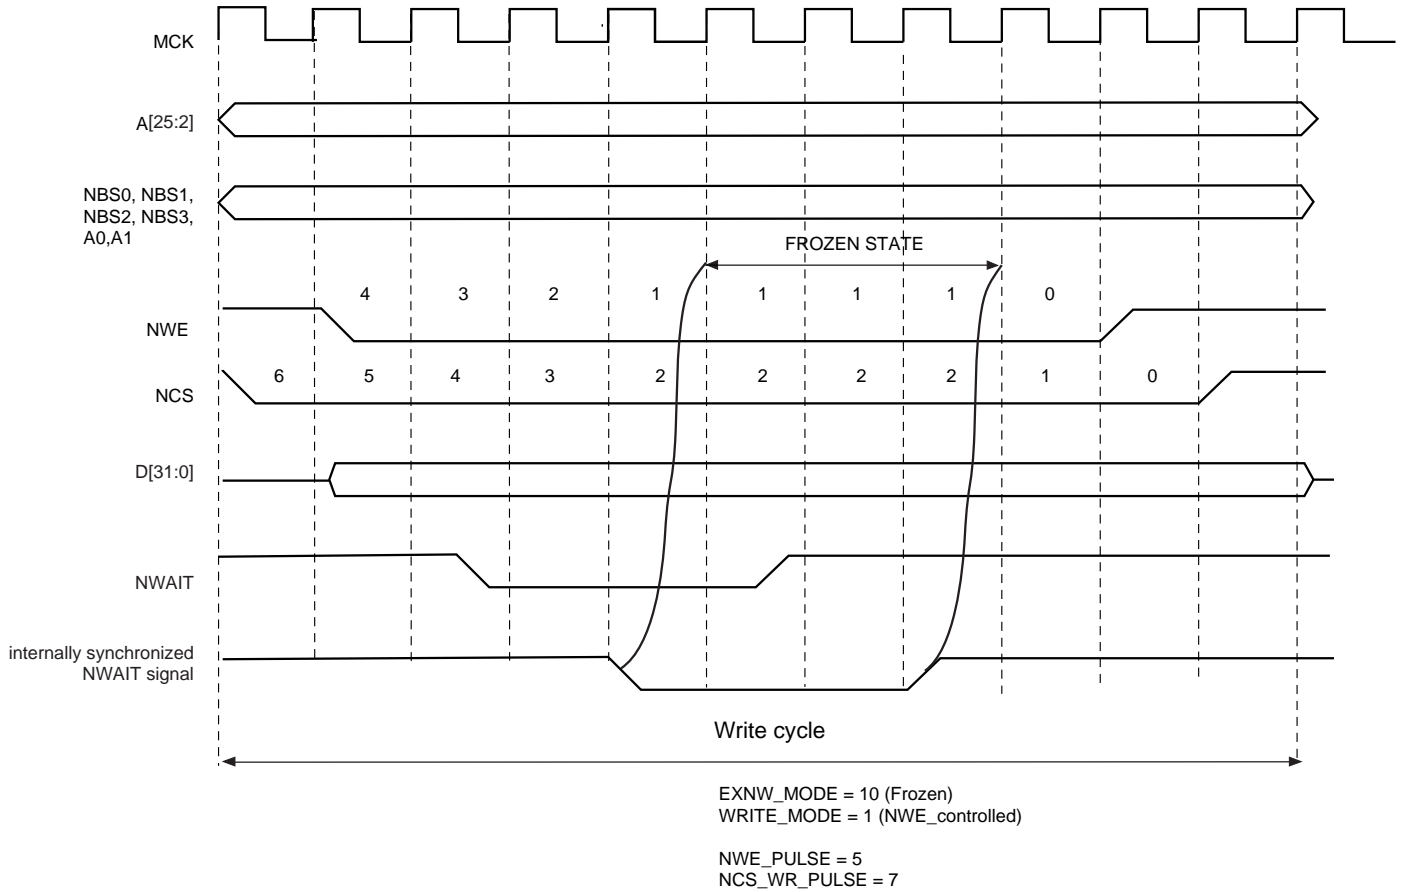 MCK
A[25:2]
NBS0, NBS1,
NBS2, NBS3,
A0,A1
FROZEN STATE
4 3 2 1 1 1 1 0
NWE
6 5 4 3 2 2 2 2 1 0
NCS
D[31:0]
NWAIT
internally synchronized
NWAIT signal
Write cycle
EXNW_MODE = 10 (Frozen)
WRITE_MODE = 1 (NWE_controlled)
NWE_PULSE = 5
NCS_WR_PULSE = 7